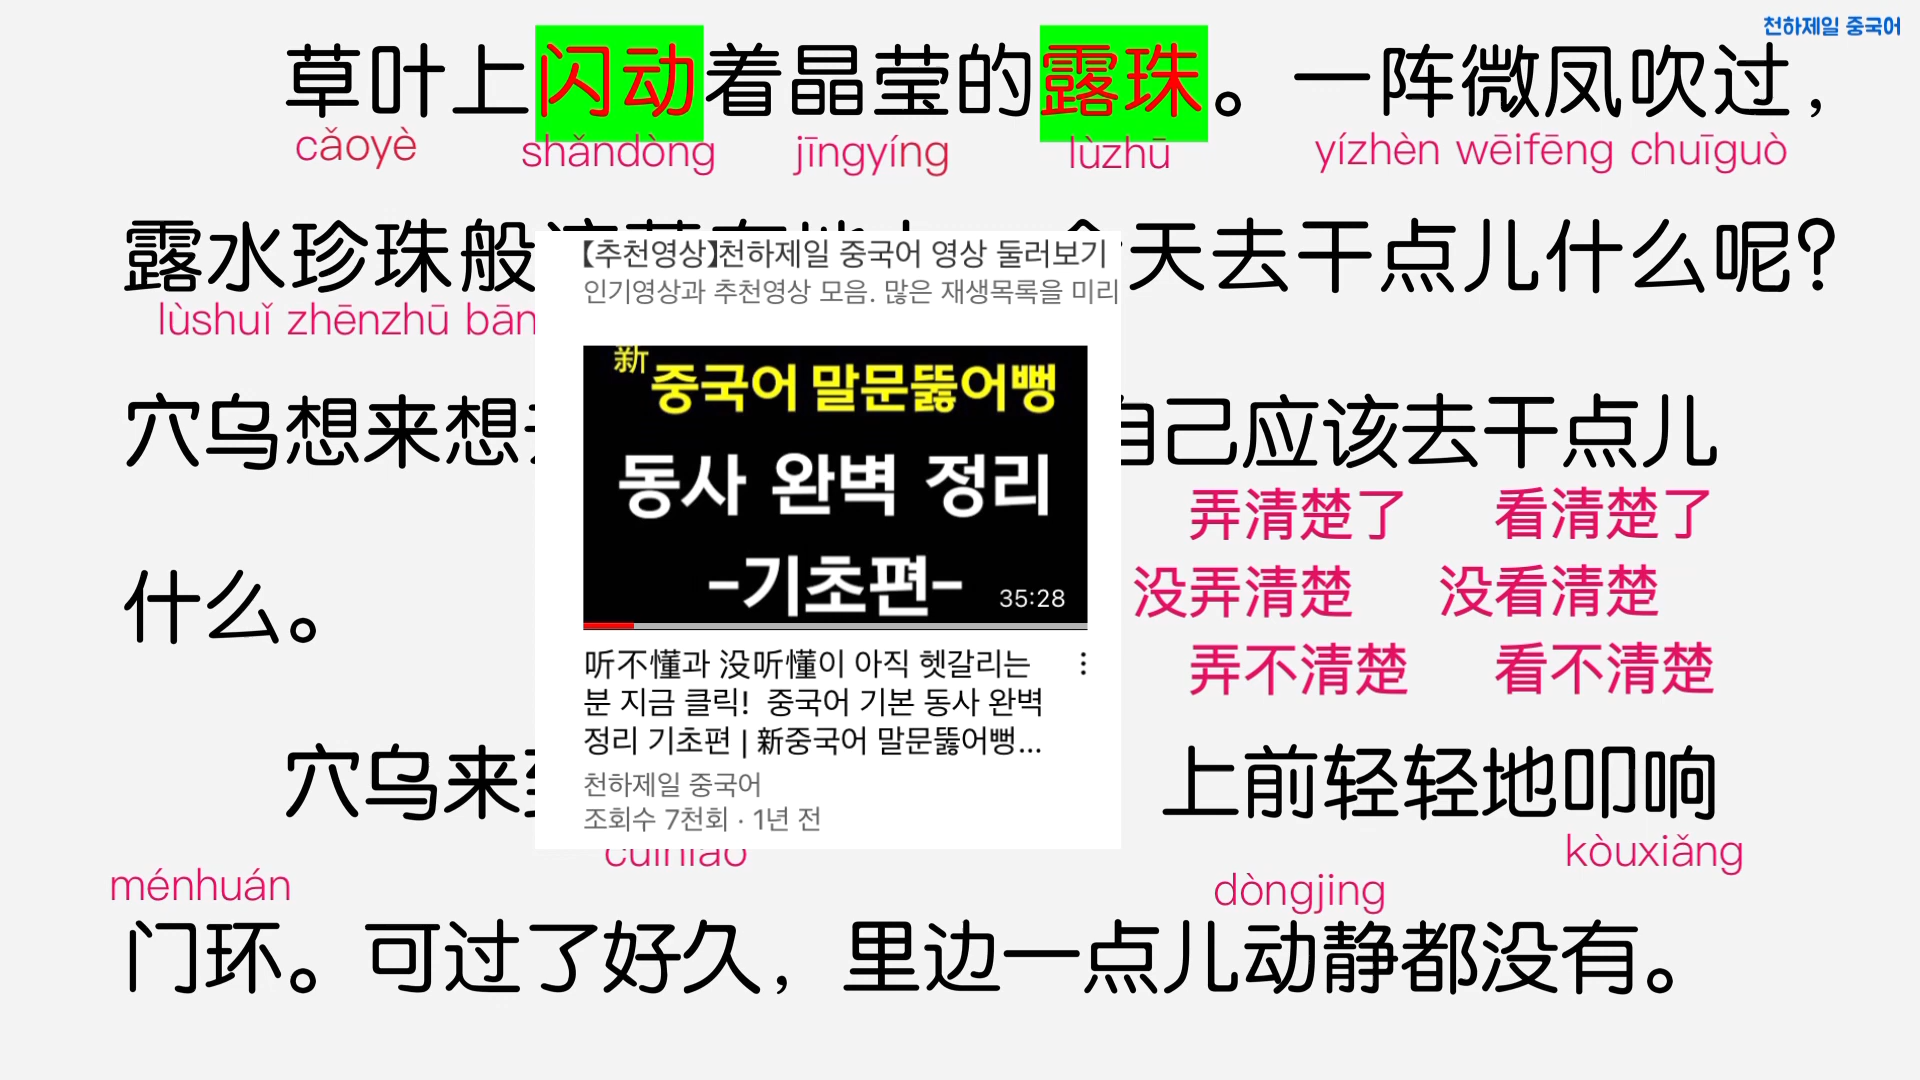 천하제일 중국어
草叶上闪动着晶莹的露珠。一阵微凤吹过，
cǎoyè shǎndòng jīngyíng lùzhū yízhèn wēifēng chuīguò
露水珍珠般 天去干点儿什么呢？
lùshuǐ zhēnzhū bān
【추천영상】천하제일 중국어 영상 둘러보기
인기영상과 추천영상 모음. 많은 재생목록을 미리
新 중국어 말문뚫어뻥
동사 완벽 정리
-기초편-
35:28
听不懂과 没听懂이 아직 헷갈리는
분 지금 클릭! 중국어 기본 동사 완벽
정리 기초편 | 新중국어 말문뚫어뻥...
천하제일 중국어
조회수 7천회 · 1년 전
穴乌想来想 自己应该去干点儿
弄清楚了 看清楚了
没弄清楚 没看清楚
弄不清楚 看不清楚
什么。
穴乌来 上前轻轻地叩响
kòuxiǎng
ménhuán dòngjing
门环。可过了好久，里边一点儿动静都没有。